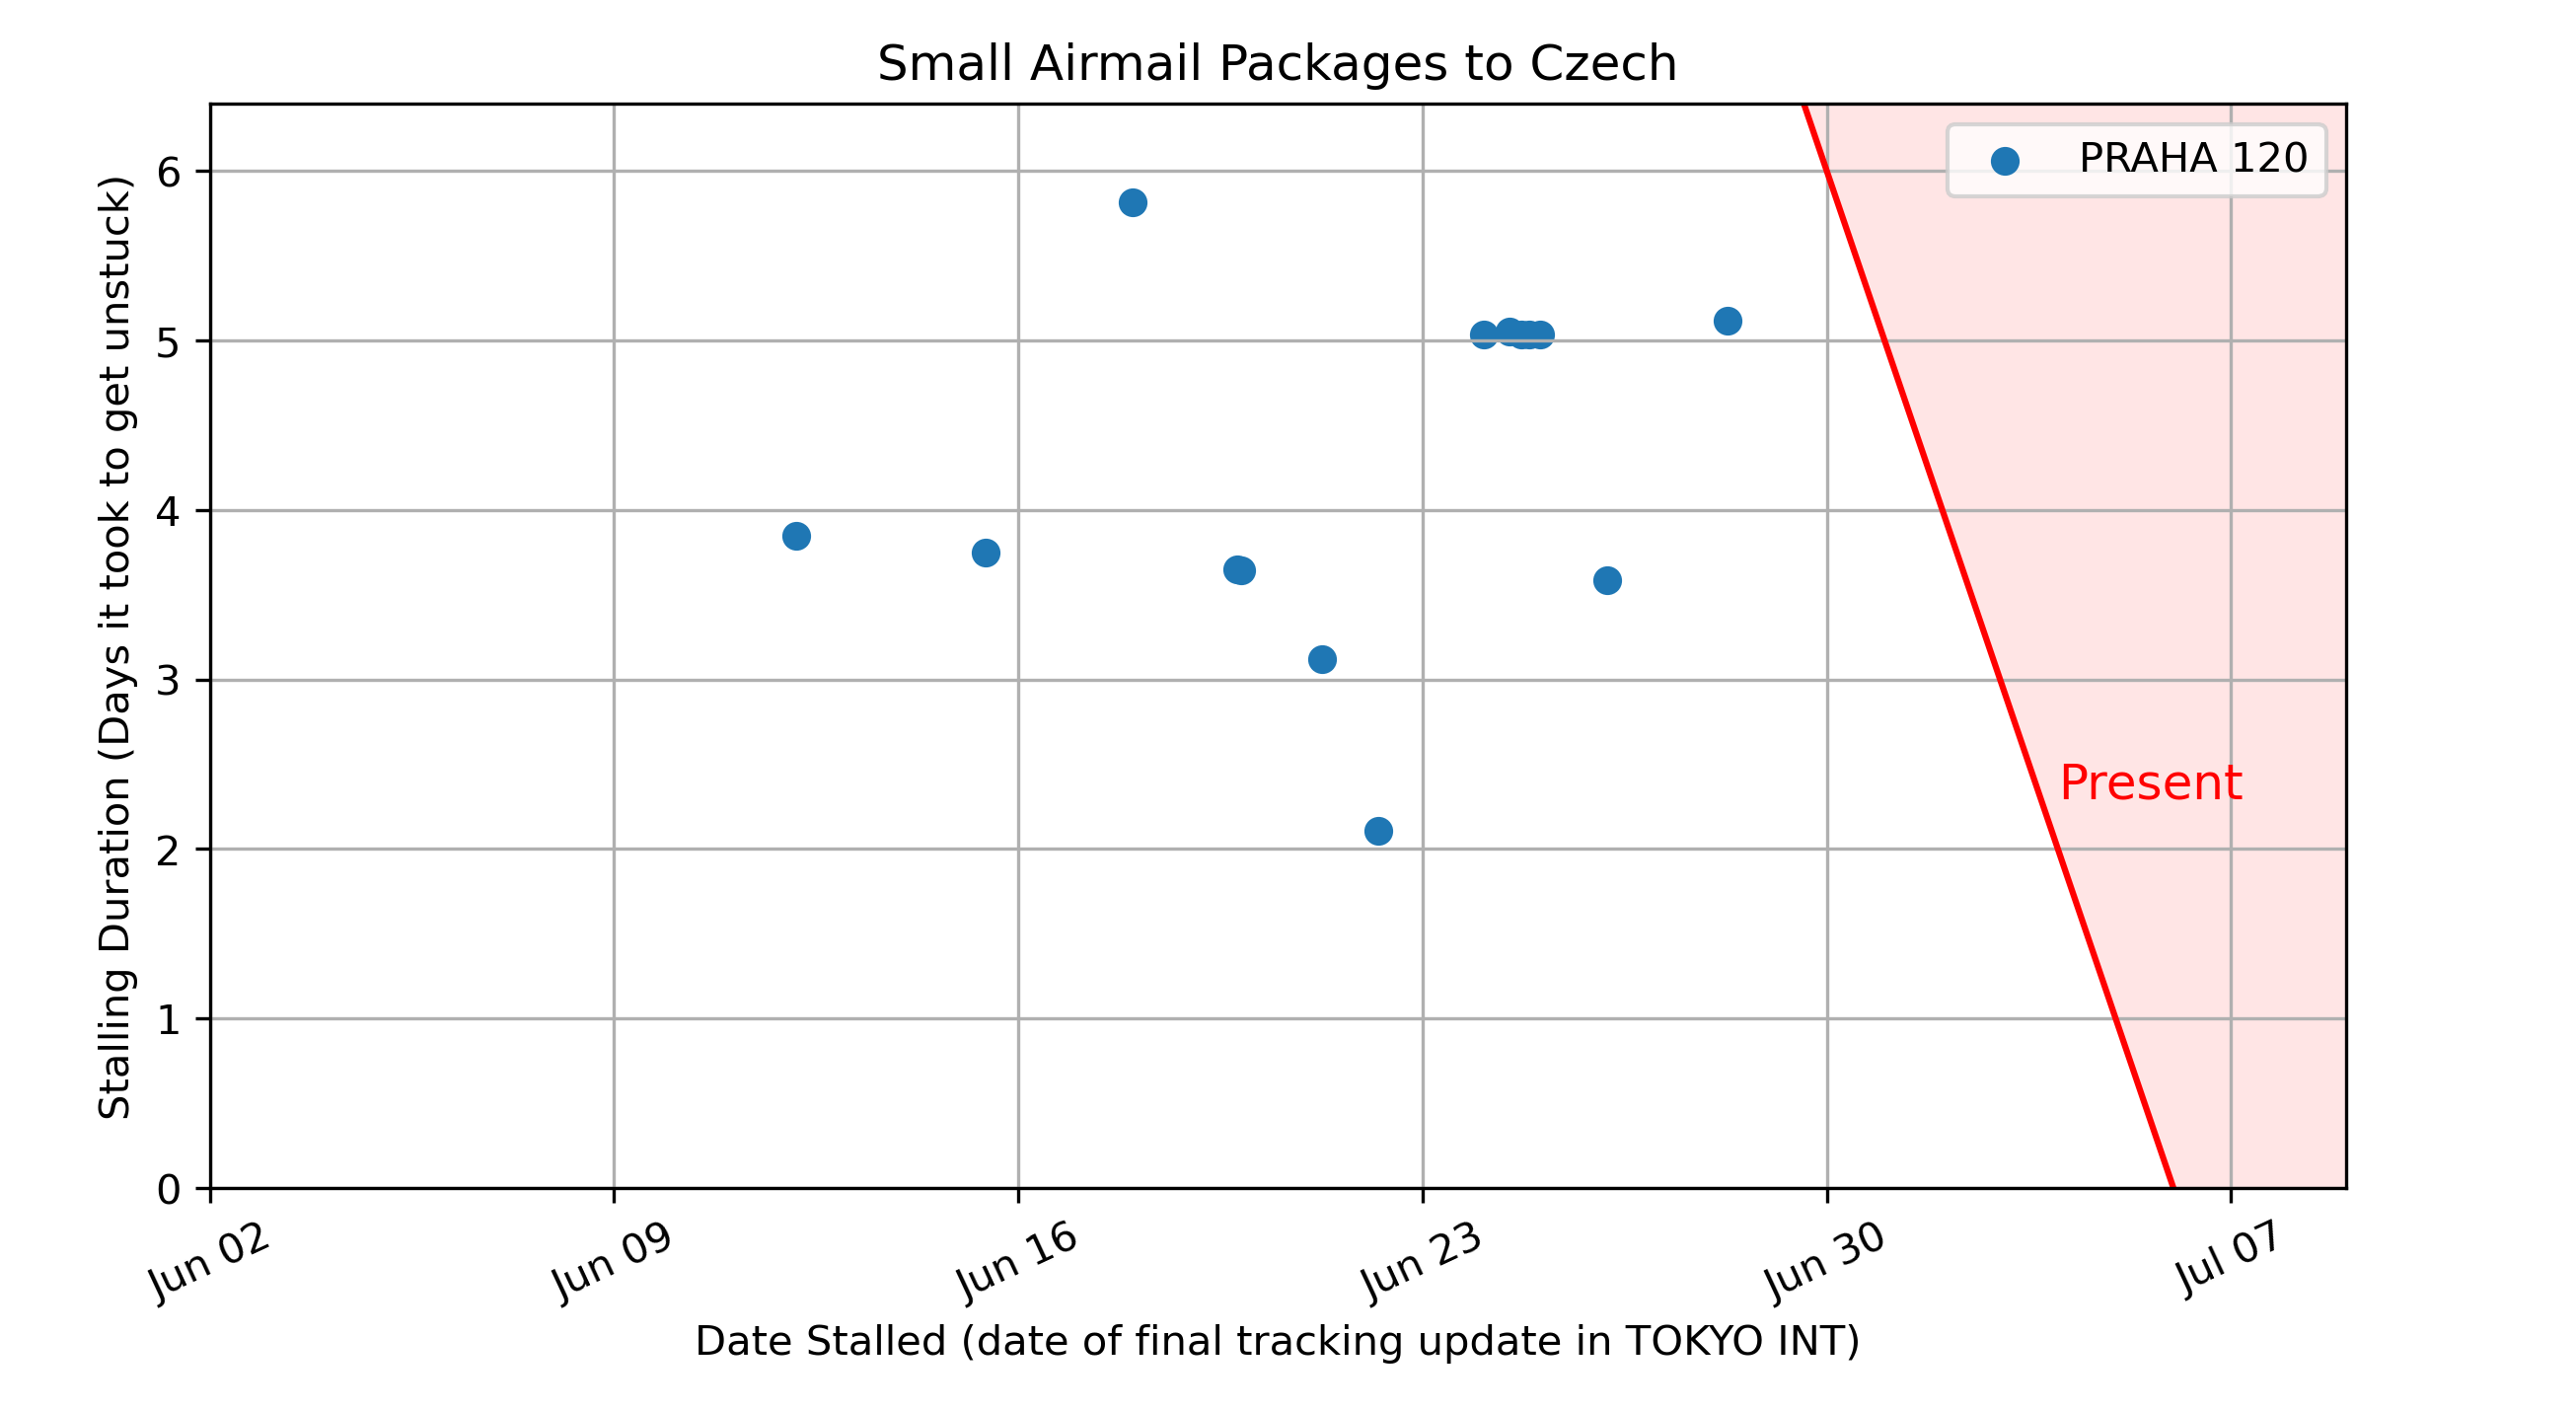 Small Airmail Packages to Czech
PRAHA 120
Stalling Duration (Days it took to get unstuck)
6
5
4
3
2
1
0
Present
Jun 02
Jun 09
Jun 16
Jun 23
Jun 30
Jul 07
Date Stalled (date of final tracking update in TOKYO INT)